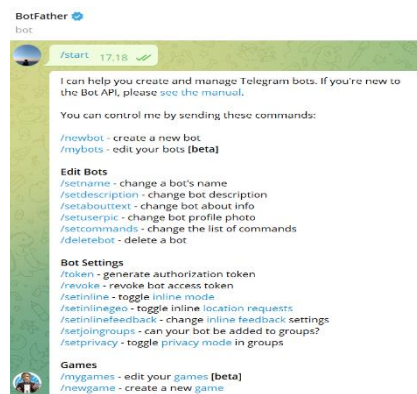 BotFather
bot
/start 17.18
I can help you create and manage Telegram bots. If you're new to
the Bot API, please see the manual.
You can control me by sending these commands:
/newbot - create a new bot
/mybots - edit your bots [beta]
Edit Bots
/setname - change a bot's name
/setdescription - change bot description
/setabouttext - change bot about info
/setuserpic - change bot profile photo
/setcommands - change the list of commands
/deletebot - delete a bot
Bot Settings
/token - generate authorization token
/revoke - revoke bot access token
/setinline - toggle inline mode
/setinlinegeo - toggle inline location requests
/setinlinefeedback - change inline feedback settings
/setjoingroups - can your bot be added to groups?
/setprivacy - toggle privacy mode in groups
Games
/mygames - edit your games [beta]
/newgame - create a new game